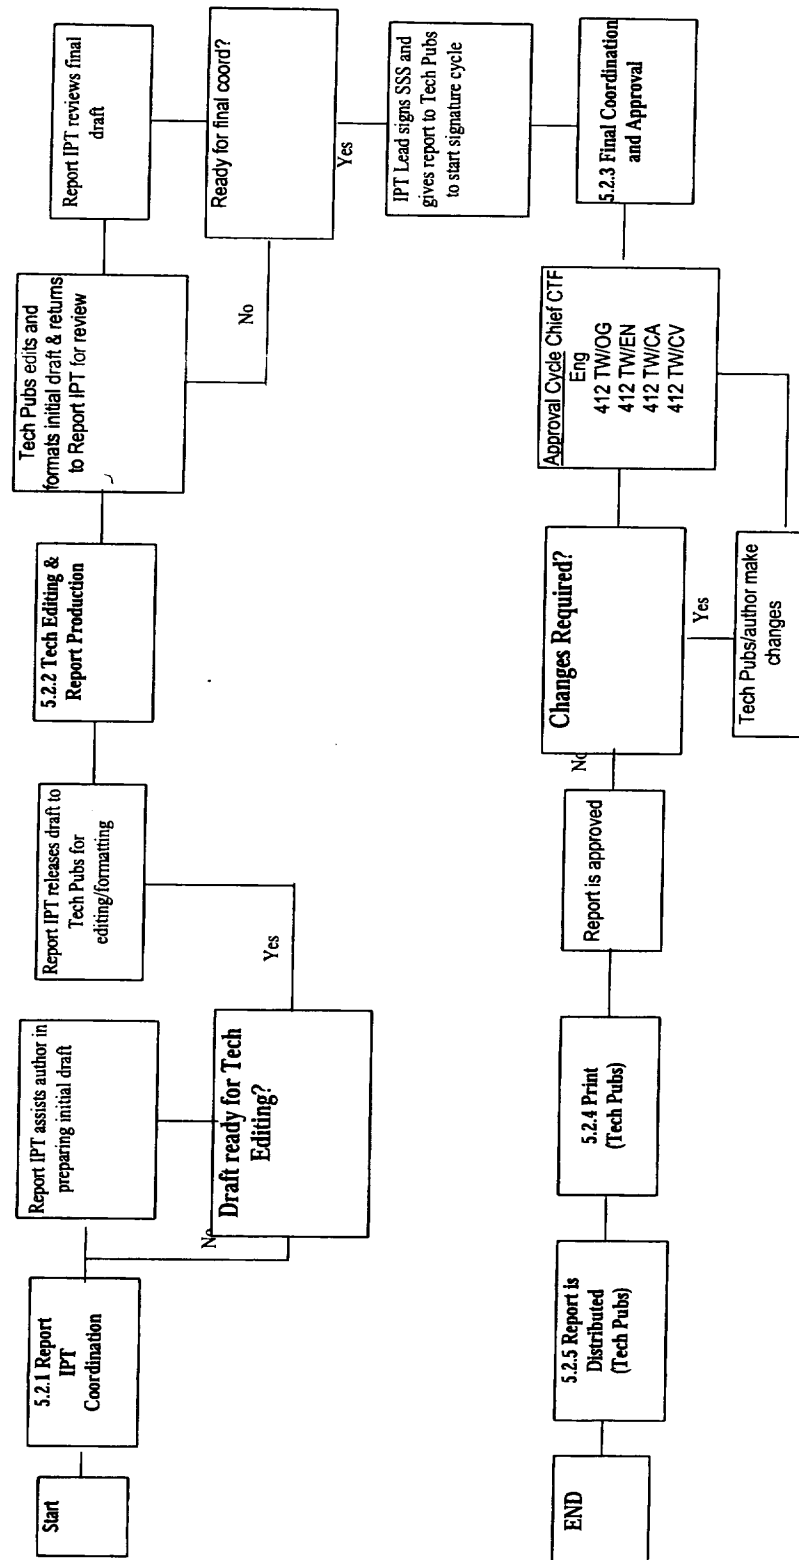 Start
5.2.1 Report
IPT
Coordination
Report IPT assists author in
preparing initial draft
No
Draft ready for Tech
Editing?
Yes
Report IPT releases draft to
Tech Pubs for
editing/formatting
5.2.2 Tech Editing &
Report Production
Tech Pubs edits and
formats initial draft & returns
to Report IPT for review
No
Report IPT reviews final
draft
Ready for final coord?
Yes
IPT Lead signs SSS and
gives report to Tech Pubs
to start signature cycle
5.2.3 Final Coordination
and Approval
Approval Cycle Chief CTF
Eng
412 TW/OG
412 TW/EN
412 TW/CA
412 TW/CV
Changes Required?
Yes
Tech Pubs/author make
changes
No
Report is approved
5.2.4 Print
(Tech Pubs)
5.2.5 Report is
Distributed
(Tech Pubs)
END